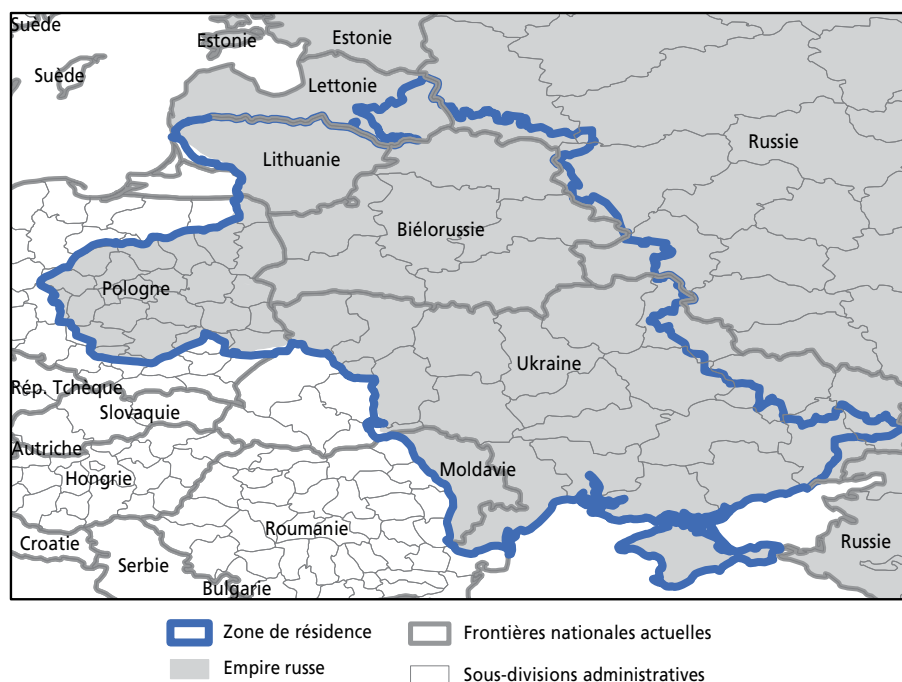 Suède
Estonie
Estonie
Suède
Lettonie
Russie
Lithuanie
Biélorussie
Pologne
Ukraine
Rép. Tchèque
Slovaquie
Autriche
Moldavie
Hongrie
Roumanie
Croatie
Russie
Serbie
Bulgarie
Zone de résidence
Frontières nationales actuelles
Empire russe
Sous-divisions administratives